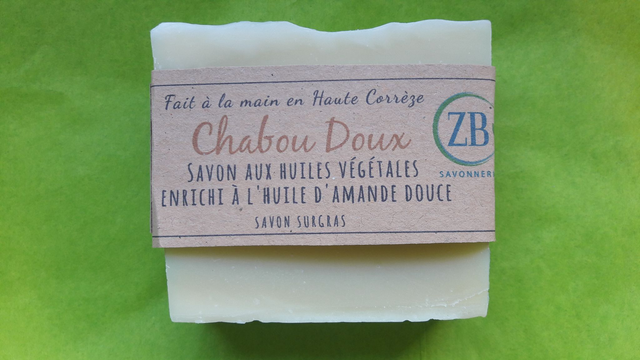 Fait à la main en Haute Corrèze
Chabou Doux
ZB
SAVONNERI
SAVON AUX HUILES VÉGÉTALES
ENRICHI À L'HUILE D'AMANDE DOUCE
SAVON SURGRAS